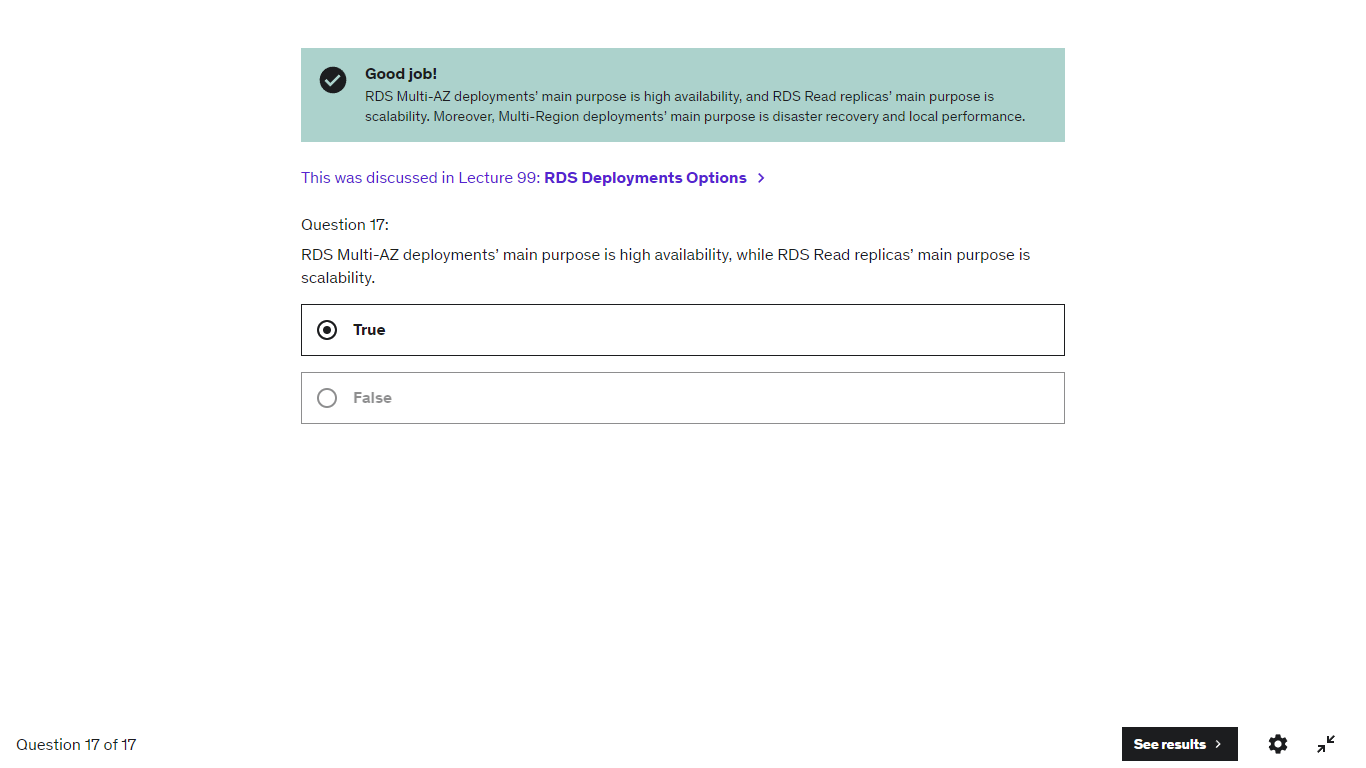 Good job!
RDS Multi-AZ deployments’ main purpose is high availability, and RDS Read replicas’ main purpose is
scalability. Moreover, Multi-Region deployments’ main purpose is disaster recovery and local performance.
This was discussed in Lecture 99: RDS Deployments Options
Question 17:
RDS Multi-AZ deployments’ main purpose is high availability, while RDS Read replicas’ main purpose is
scalability.
True
False
Question 17 of 17
See results